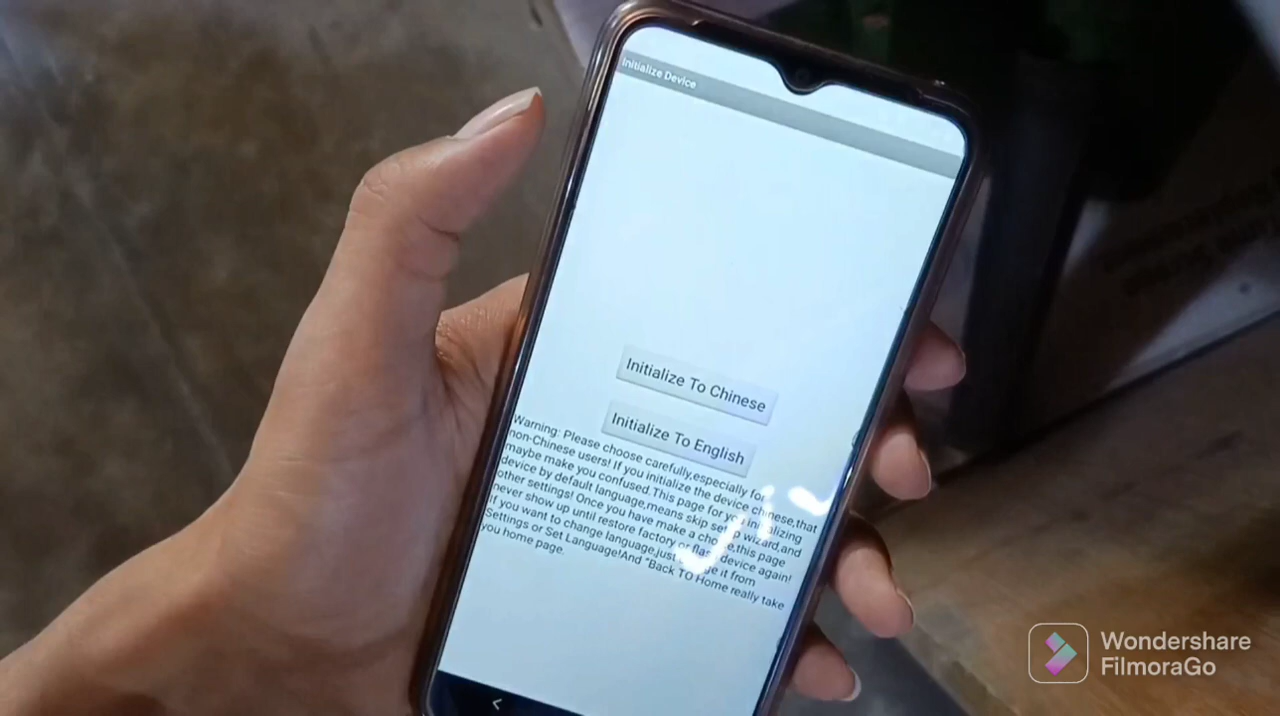 Initialize Device
Initialize To Chinese
Initialize To English
Warning: Please choose carefully,especially for
non-Chinese users! If you initialize the device chinese,that
maybe make you confused.This page for you initializing
device by default language,means skip setup wizard,and
other settings! Once you have make a choice,this page
never show up until restore factory or flash device again!
If you want to change language,just change it from
Settings or Set Language!And "Back To Home really take
you home page.
Wondershare
FilmoraGo